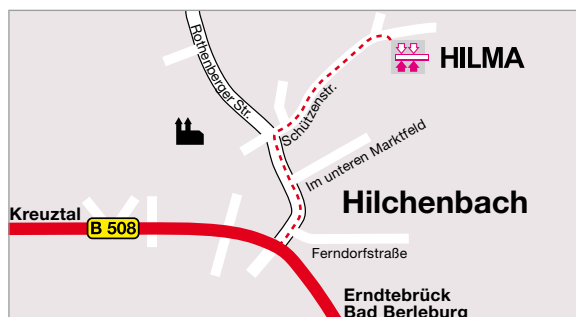 Rothenberger Str.
HILMA
Schützenstr.
Im unteren Marktfeld
Hilchenbach
Kreuztal
B 508
Ferndorfstraße
Erndtebrück
Bad Berleburg